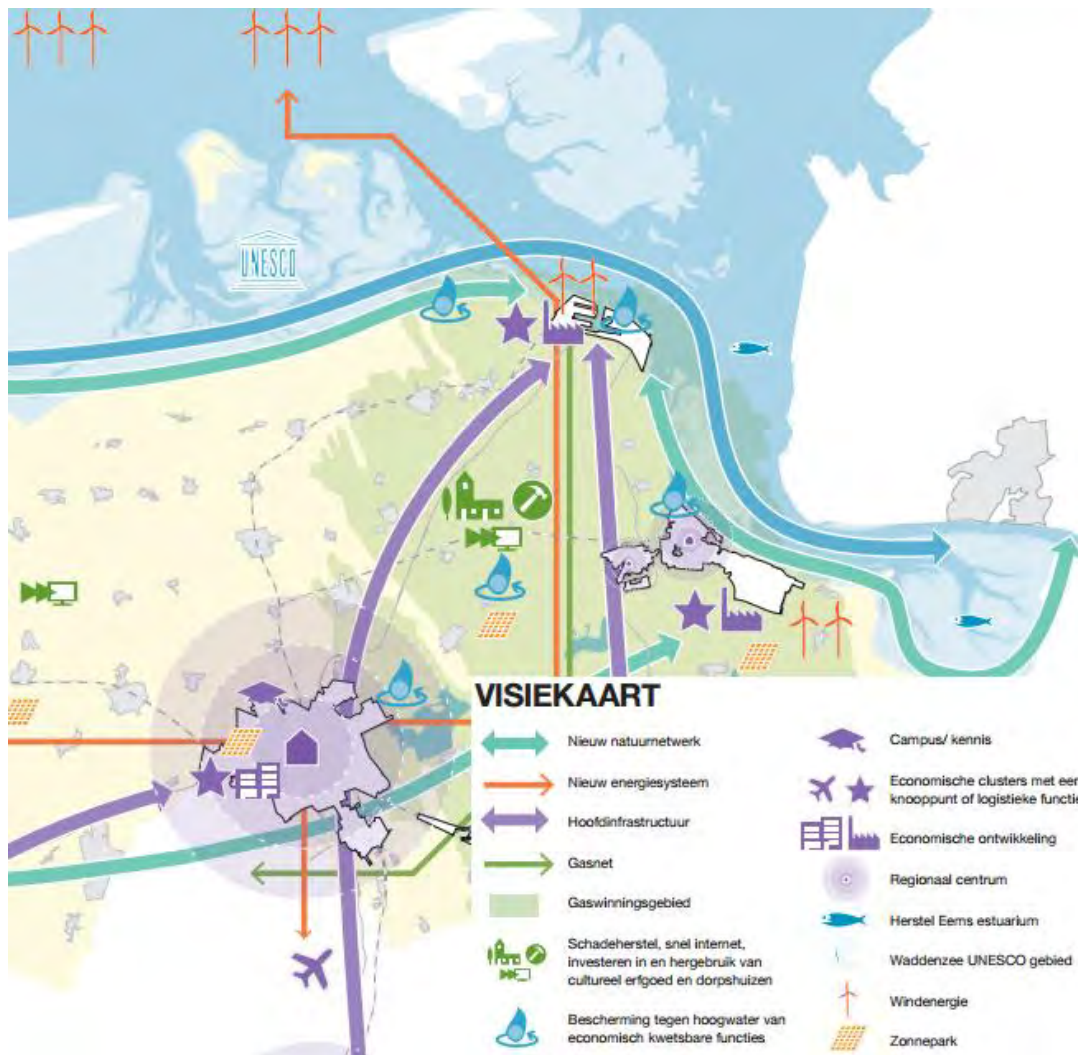 UNESCO
VISIEKAART
Nieuw natuurnetwerk
Nieuw energiesysteem
Hoofdinfrastructuur
Gasnet
Gaswinningsgebied
Schadeherstel, snel internet,
investeren in en hergebruik van
cultureel erfgoed en dorpshuizen
Bescherming tegen hoogwater van
economisch kwetsbare functies
Campus/ kennis
Economische clusters met een
knooppunt of logistieke functie
Economische ontwikkeling
Regionaal centrum
Herstel Eems estuarium
Waddenzee UNESCO gebied
Windenergie
Zonnepark